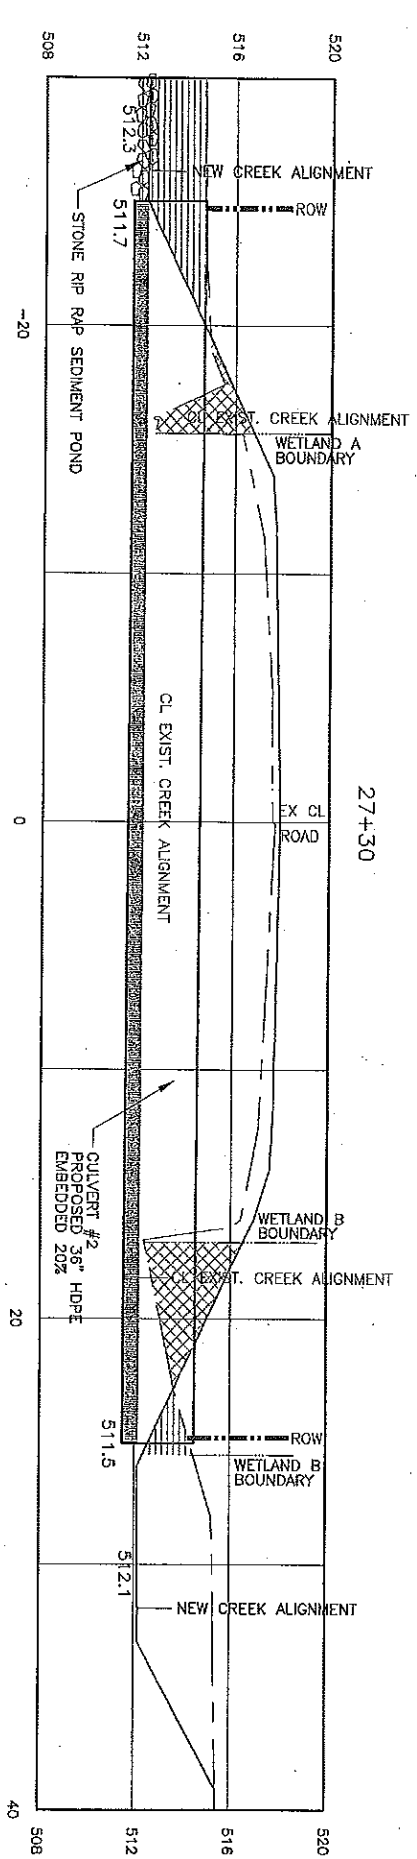 508
512
516
520
512.3
NEW CREEK ALIGNMENT
511.7
ROW
STONE RIP RAP SEDIMENT POND
-20
CL EXIST. CREEK ALIGNMENT
WETLAND A
BOUNDARY
CL EXIST. CREEK ALIGNMENT
27+30
EX CL
ROAD
0
CULVERT #2
PROPOSED 36" HDPE
EMBEDDED 20%
WETLAND B
BOUNDARY
CL EXIST. CREEK ALIGNMENT
20
511.5
ROW
WETLAND B
BOUNDARY
512.1
NEW CREEK ALIGNMENT
40
508
512
516
520